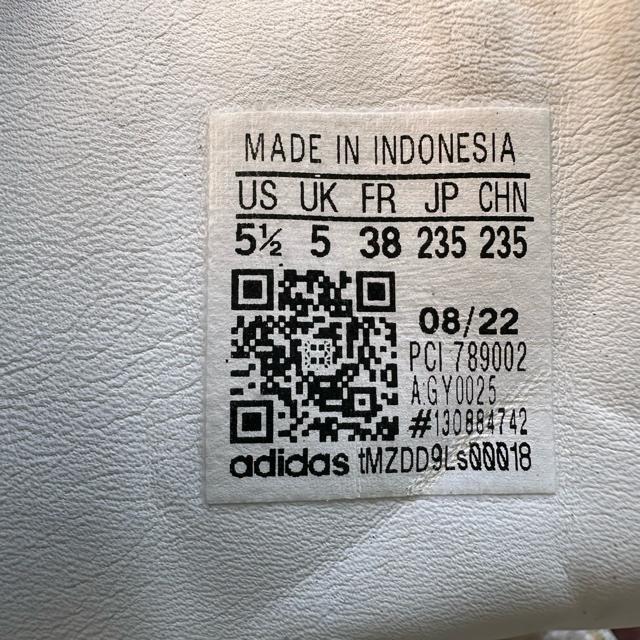 MADE IN INDONESIA
US UK FR JP CHN
5½ 5 38 235 235
08/22
PCI 789002
A:GY0025
#130884742
adidas tMZDD9Ls00018